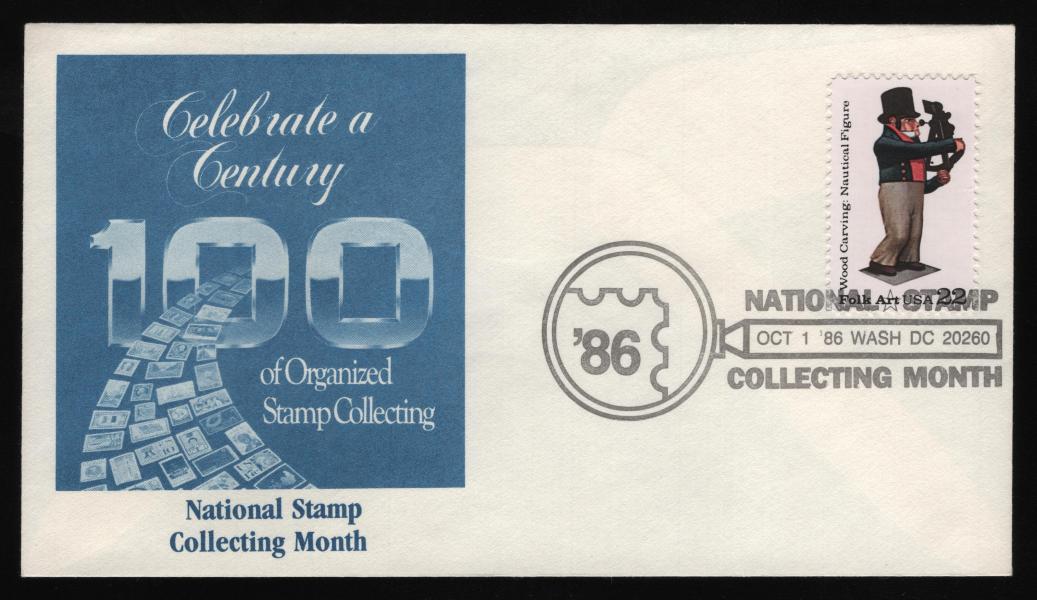 Celebrate a
Century
100
of Organized
Stamp Collecting
National Stamp
Collecting Month
Wood Carving: Nautical Figure
Folk Art USA 22
'86
NATIONAL STAMP
OCT 1 '86 WASH DC 20260
COLLECTING MONTH